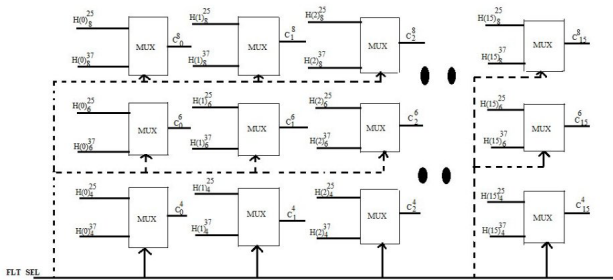 H(0)₈²⁵ MUX C₀⁸ H(1)₈²⁵ MUX C₁⁸ H(2)₈²⁵ MUX C₂⁸ H(15)₈²⁵ MUX C₁₅⁸
H(0)₈³⁷ H(1)₈³⁷ H(2)₈³⁷ H(15)₈³⁷
H(0)₆²⁵ MUX C₀⁶ H(1)₆²⁵ MUX C₁⁶ H(2)₆²⁵ MUX C₂⁶ H(15)₆²⁵ MUX C₁₅⁶
H(0)₆³⁷ H(1)₆³⁷ H(2)₆³⁷ H(15)₆³⁷
H(0)₄²⁵ MUX C₀⁴ H(1)₄²⁵ MUX C₁⁴ H(2)₄²⁵ MUX C₂⁴ H(15)₄²⁵ MUX C₁₅⁴
H(0)₄³⁷ H(1)₄³⁷ H(2)₄³⁷ H(15)₄³⁷
FLT SEL